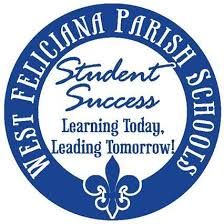 WEST FELICIANA PARISH SCHOOLS
Student
Success
Learning Today,
Leading Tomorrow!